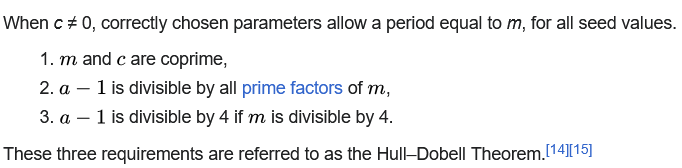 When c ≠ 0, correctly chosen parameters allow a period equal to m, for all seed values.
1. m and c are coprime,
2. a − 1 is divisible by all prime factors of m,
3. a − 1 is divisible by 4 if m is divisible by 4.
These three requirements are referred to as the Hull–Dobell Theorem.[14][15]